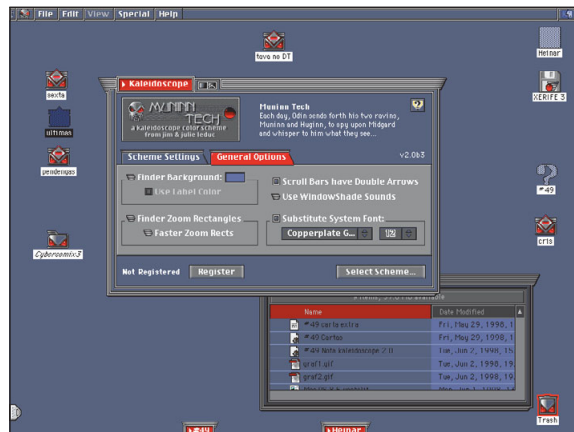 File Edit View Special Help
tovo no DT
Heinar
XERIFE 3
sexta
ultimas
pendengas
Cybercomix3
#49
cris
Trash
Kaleidoscope
MUNINN
TECH
a kaleidoscope color scheme
from jim & julie leduc
Muninn Tech
Each day, Odin sends forth his two ravins,
Muninn and Huginn, to spy upon Midgard
and whisper to him what they see...
?
Scheme Settings
General Options
v2.0b3
Finder Background:
Use Label Color
Scroll Bars have Double Arrows
Use WindowShade Sounds
Finder Zoom Rectangles
Faster Zoom Rects
Substitute System Font:
Copperplate G...
12
Not Registered
Register
Select Scheme...
Name
Date Modified
#49 carta extra
Fri, May 29, 1998, 1
#49 Cartas
Fri, May 29, 1998, 1
#49 Note kaleidoscope 2.0
Tue, Jun 2, 1998, 15
graf1.gif
Tue, Jun 2, 1998, 19
graf2.gif
Tue, Jun 2, 1998, 19
#49
Heinar